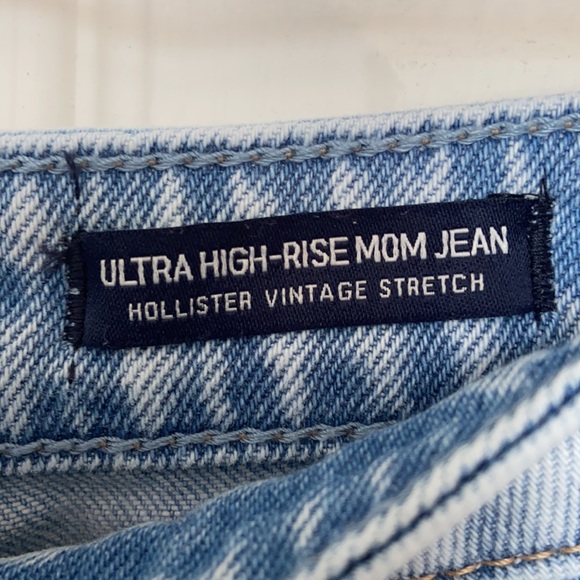 ULTRA HIGH-RISE MOM JEAN
HOLLISTER VINTAGE STRETCH